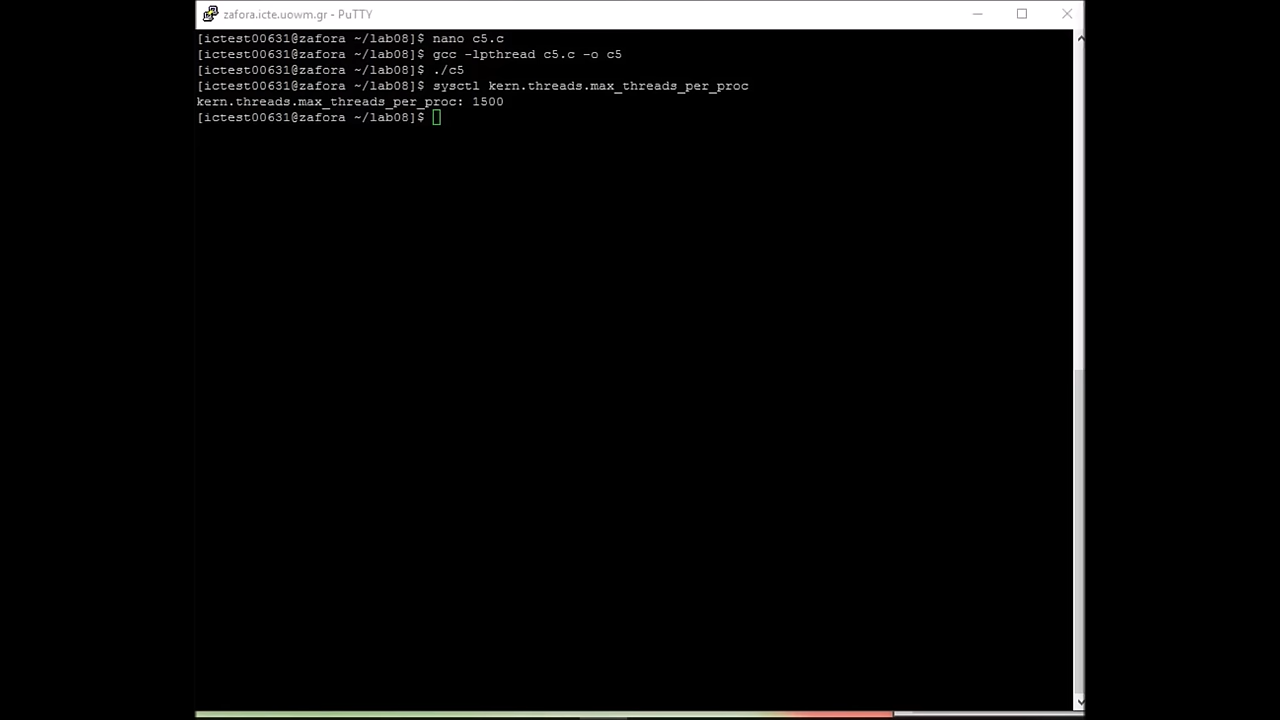 zafora.icte.uowm.gr - PuTTY
[ictest00631@zafora ~/lab08]$ nano c5.c
[ictest00631@zafora ~/lab08]$ gcc -lpthread c5.c -o c5
[ictest00631@zafora ~/lab08]$ ./c5
[ictest00631@zafora ~/lab08]$ sysctl kern.threads.max_threads_per_proc
kern.threads.max_threads_per_proc: 1500
[ictest00631@zafora ~/lab08]$